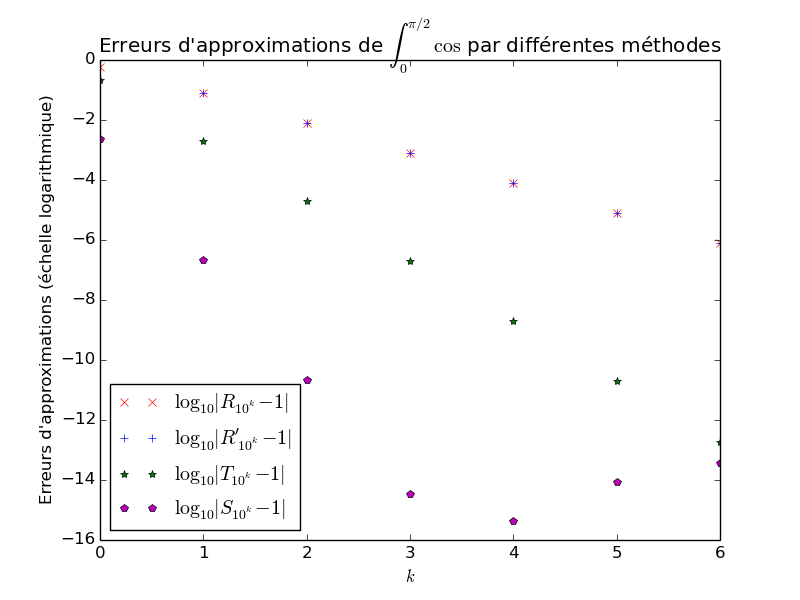 Erreurs d'approximations de ∫₀^{π/2} cos par différentes méthodes
Erreurs d'approximations (échelle logarithmique)
0
−2
−4
−6
−8
−10
−12
−14
−16
log₁₀|R_{10^k}−1|
log₁₀|R′_{10^k}−1|
log₁₀|T_{10^k}−1|
log₁₀|S_{10^k}−1|
0 1 2 3 4 5 6
k